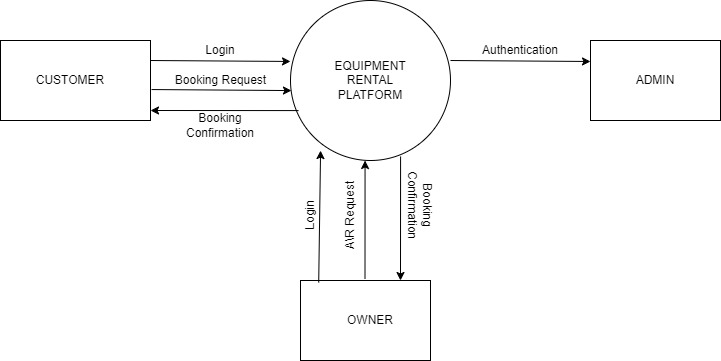 Login
Authentication
CUSTOMER
Booking Request
EQUIPMENT
RENTAL
PLATFORM
ADMIN
Booking
Confirmation
Login
A\R Request
Booking
Confirmation
OWNER